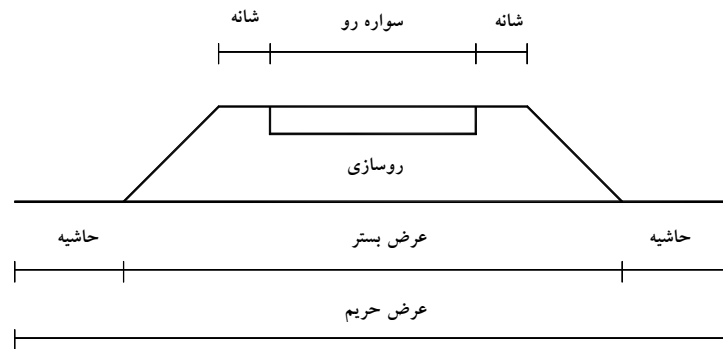 شانه سواره رو شانه
روسازی
حاشیه عرض بستر حاشیه
عرض حریم